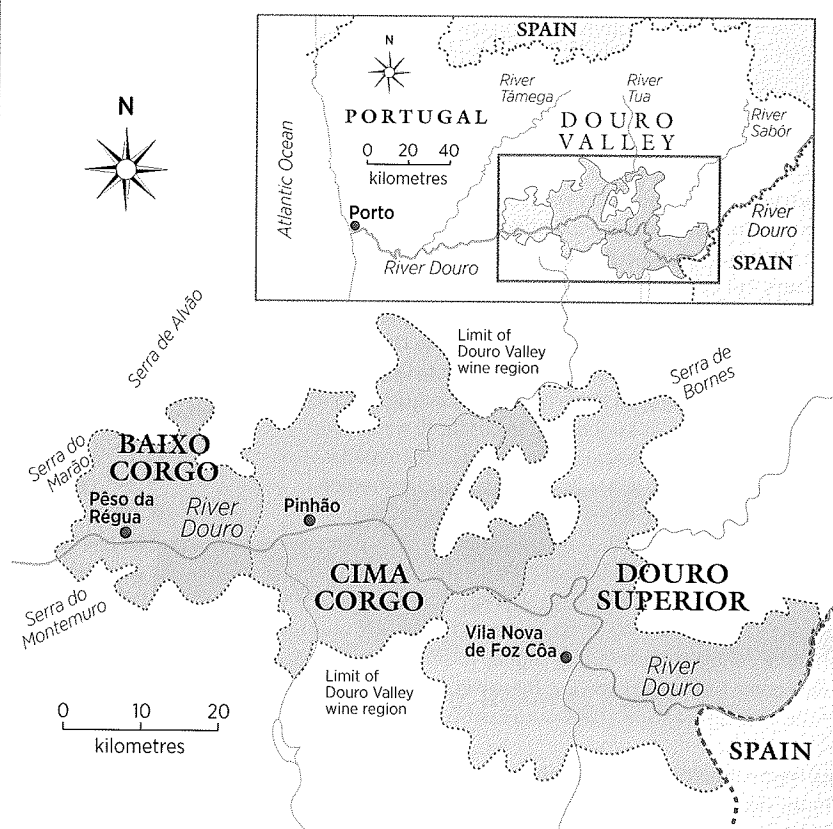 SPAIN
N
River
Támega
River
Tua
PORTUGAL
DOURO
VALLEY
River
Sabór
0 20 40
kilometres
Atlantic Ocean
Porto
River Douro
River
Douro
SPAIN
N
Serra de Alvão
Limit of
Douro Valley
wine region
Serra de
Bornes
Serra do
Marão
BAIXO
CORGO
Pêso da
Régua
River
Douro
Pinhão
CIMA
CORGO
DOURO
SUPERIOR
Serra do
Montemuro
Vila Nova
de Foz Côa
River
Douro
Limit of
Douro Valley
wine region
0 10 20
kilometres
SPAIN